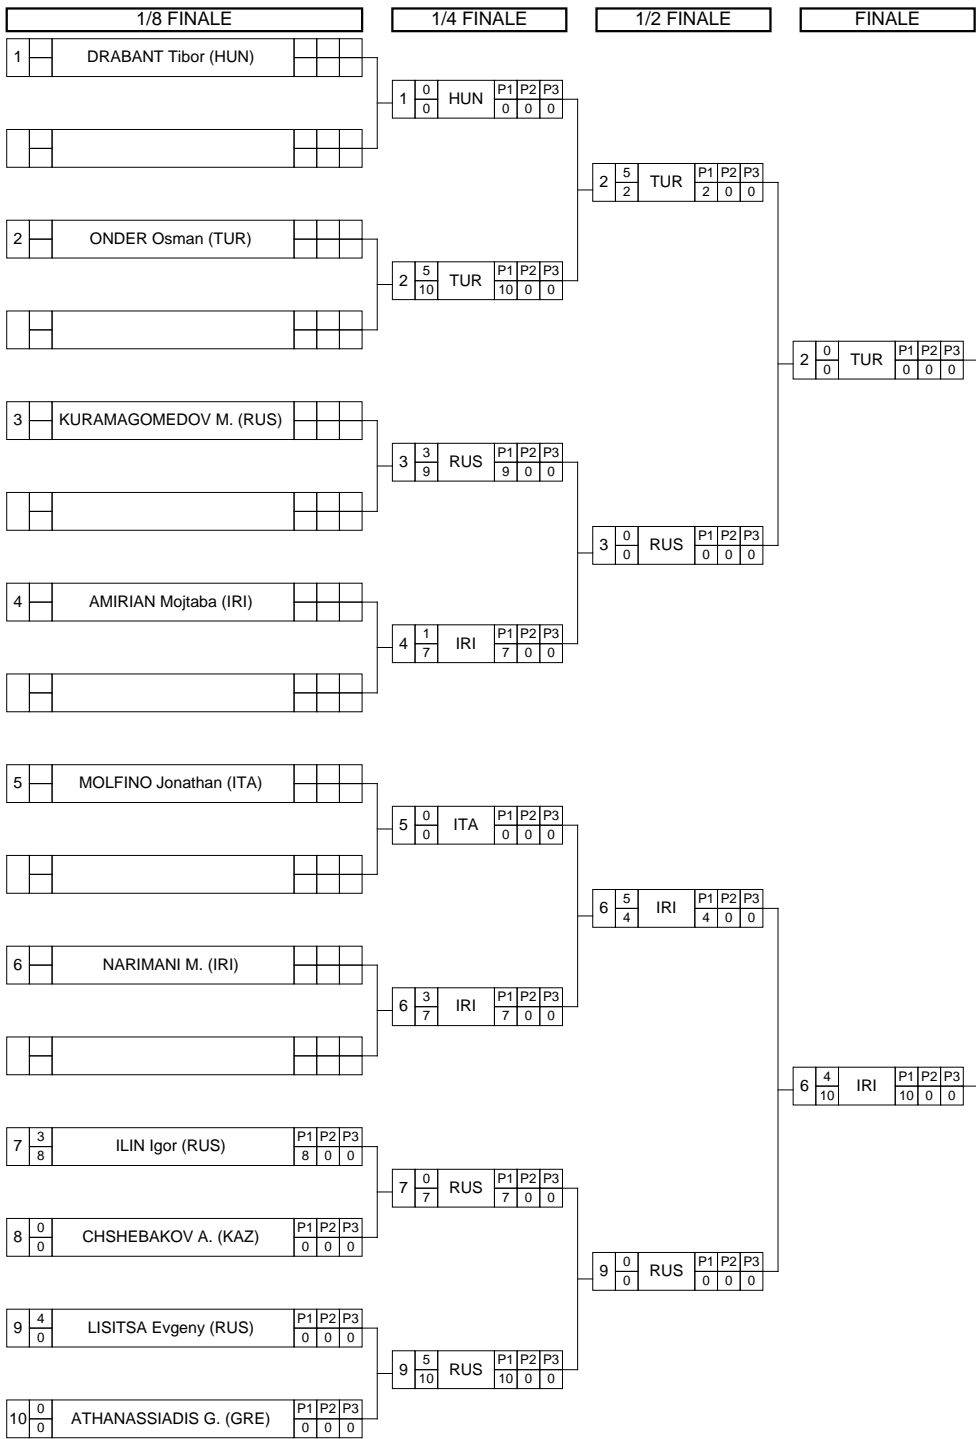 1/8 FINALE 1/4 FINALE 1/2 FINALE FINALE
1 DRABANT Tibor (HUN)
1 0 HUN P1 P2 P3
0 0 0 0
2 5 TUR P1 P2 P3
2 2 0 0
2 ONDER Osman (TUR)
2 5 TUR P1 P2 P3
10 10 0 0
2 0 TUR P1 P2 P3
0 0 0 0
3 KURAMAGOMEDOV M. (RUS)
3 3 RUS P1 P2 P3
9 9 0 0
3 0 RUS P1 P2 P3
0 0 0 0
4 AMIRIAN Mojtaba (IRI)
4 1 IRI P1 P2 P3
7 7 0 0
5 MOLFINO Jonathan (ITA)
5 0 ITA P1 P2 P3
0 0 0 0
6 5 IRI P1 P2 P3
4 4 0 0
6 NARIMANI M. (IRI)
6 3 IRI P1 P2 P3
7 7 0 0
6 4 IRI P1 P2 P3
10 10 0 0
7 3 ILIN Igor (RUS) P1 P2 P3
8 8 0 0
7 0 RUS P1 P2 P3
7 7 0 0
8 0 CHSHEBAKOV A. (KAZ) P1 P2 P3
0 0 0 0
9 0 RUS P1 P2 P3
0 0 0 0
9 4 LISITSA Evgeny (RUS) P1 P2 P3
0 0 0 0
9 5 RUS P1 P2 P3
10 10 0 0
10 0 ATHANASSIADIS G. (GRE) P1 P2 P3
0 0 0 0